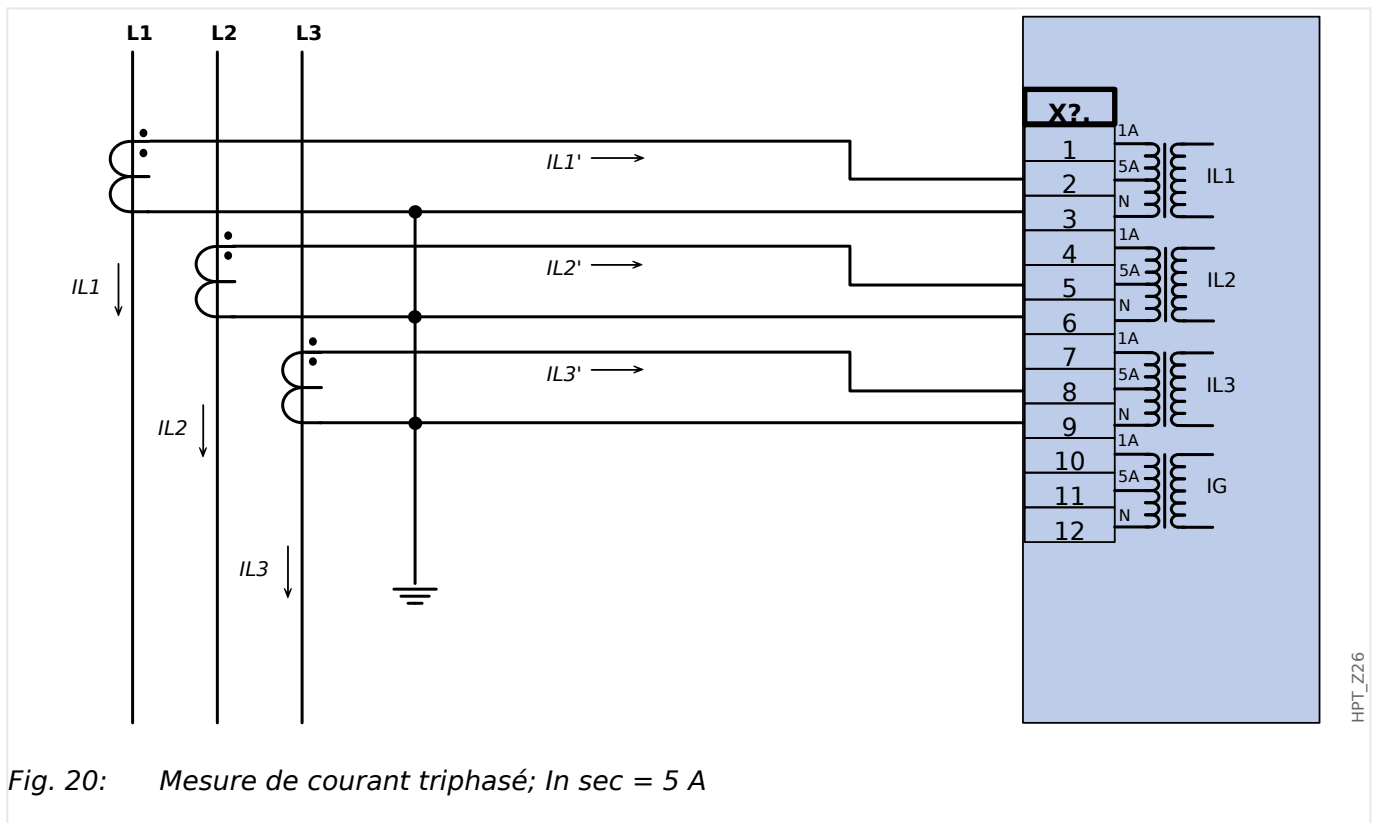 L1 L2 L3
X?.
1A
1
IL1'
5A
IL1
2
N
3
1A
4
IL2'
5A
IL2
IL1
5
N
6
1A
7
IL3'
5A
IL3
8
N
IL2
9
1A
10
5A
IG
11
N
12
IL3
HPT_Z26
Fig. 20: Mesure de courant triphasé; In sec = 5 A